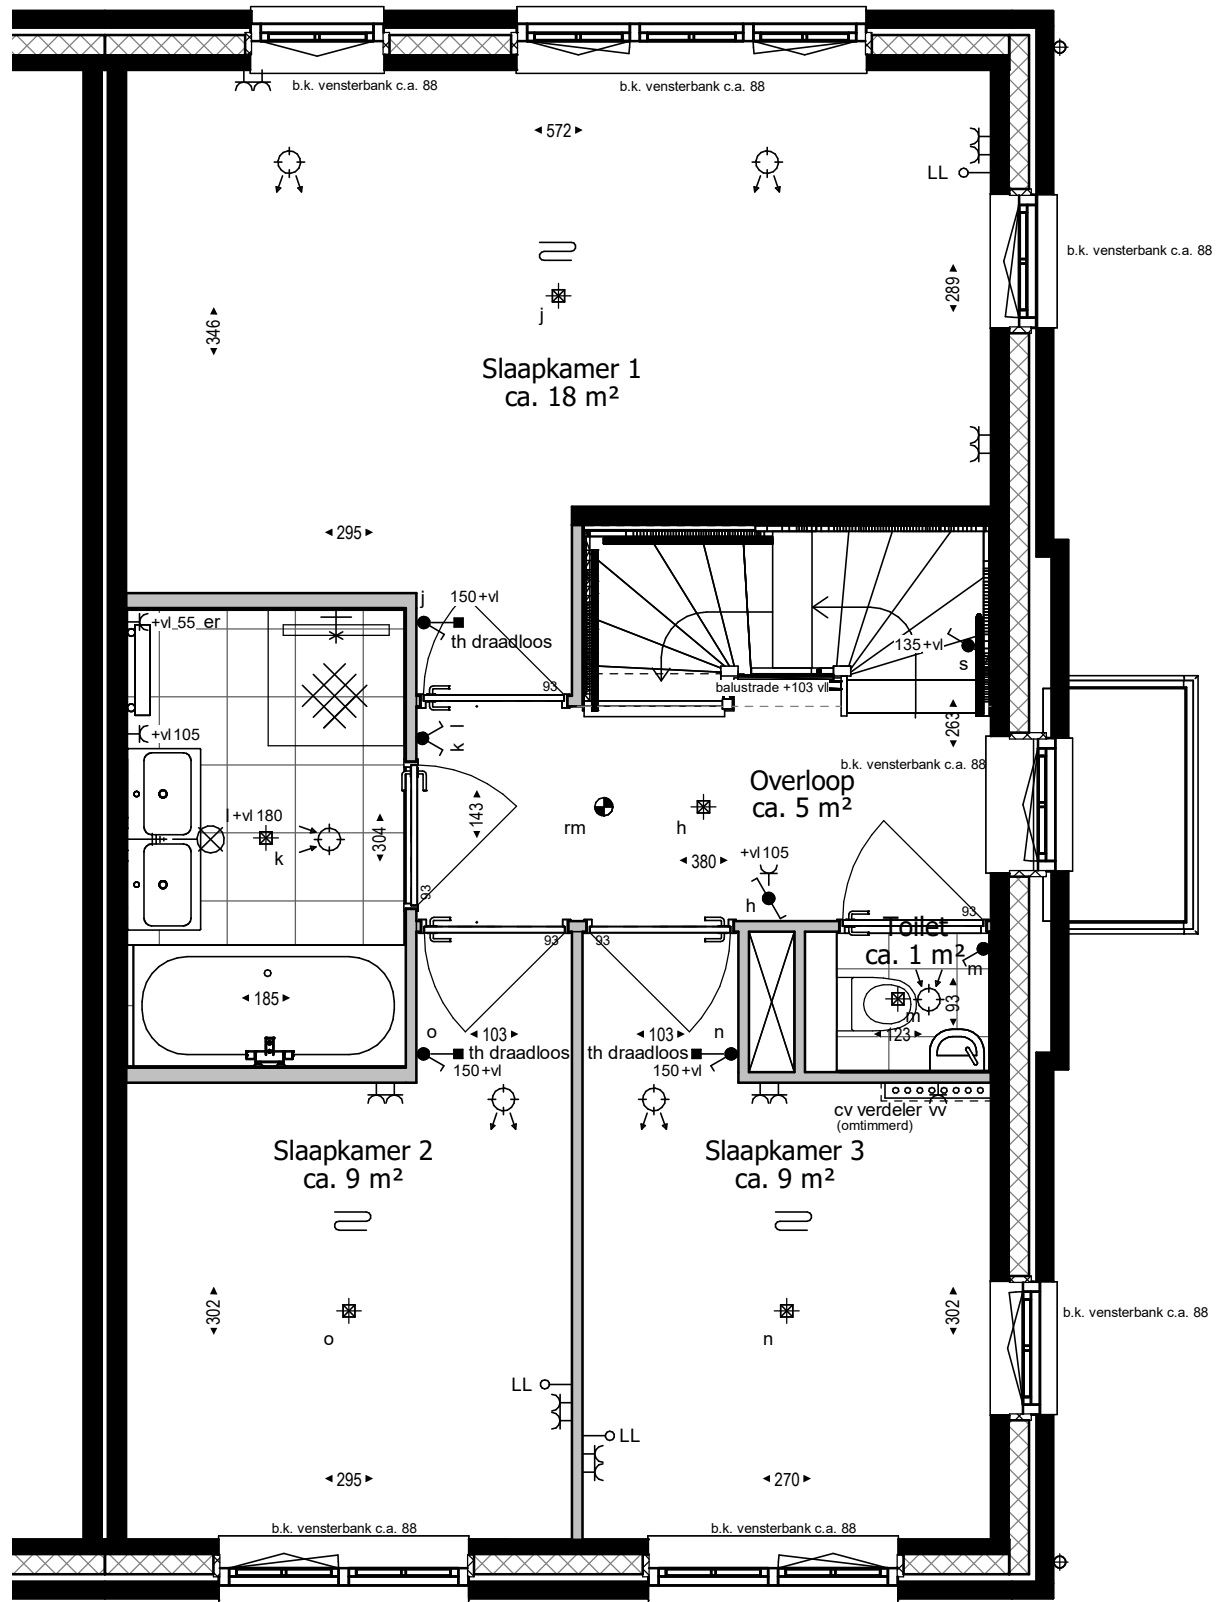 b.k. vensterbank c.a. 88
b.k. vensterbank c.a. 88
572
LL
b.k. vensterbank c.a. 88
289
346
j
Slaapkamer 1
ca. 18 m²
295
j
150+vl
th draadloos
93
+vl 55 er
135+vl
s
balustrade +103 vll
263
l
k
+vl 105
b.k. vensterbank c.a. 88
Overloop
ca. 5 m²
143
rm
h
l +vl 180
k
304
380
+vl 105
h
93
93
93
93
Toilet
ca. 1 m²
m
m
93
123
185
o
103
th draadloos
150+vl
103
n
th draadloos
150+vl
cv verdeler vv
(omtimmerd)
Slaapkamer 2
ca. 9 m²
Slaapkamer 3
ca. 9 m²
302
o
n
302
b.k. vensterbank c.a. 88
LL
LL
295
270
b.k. vensterbank c.a. 88
b.k. vensterbank c.a. 88